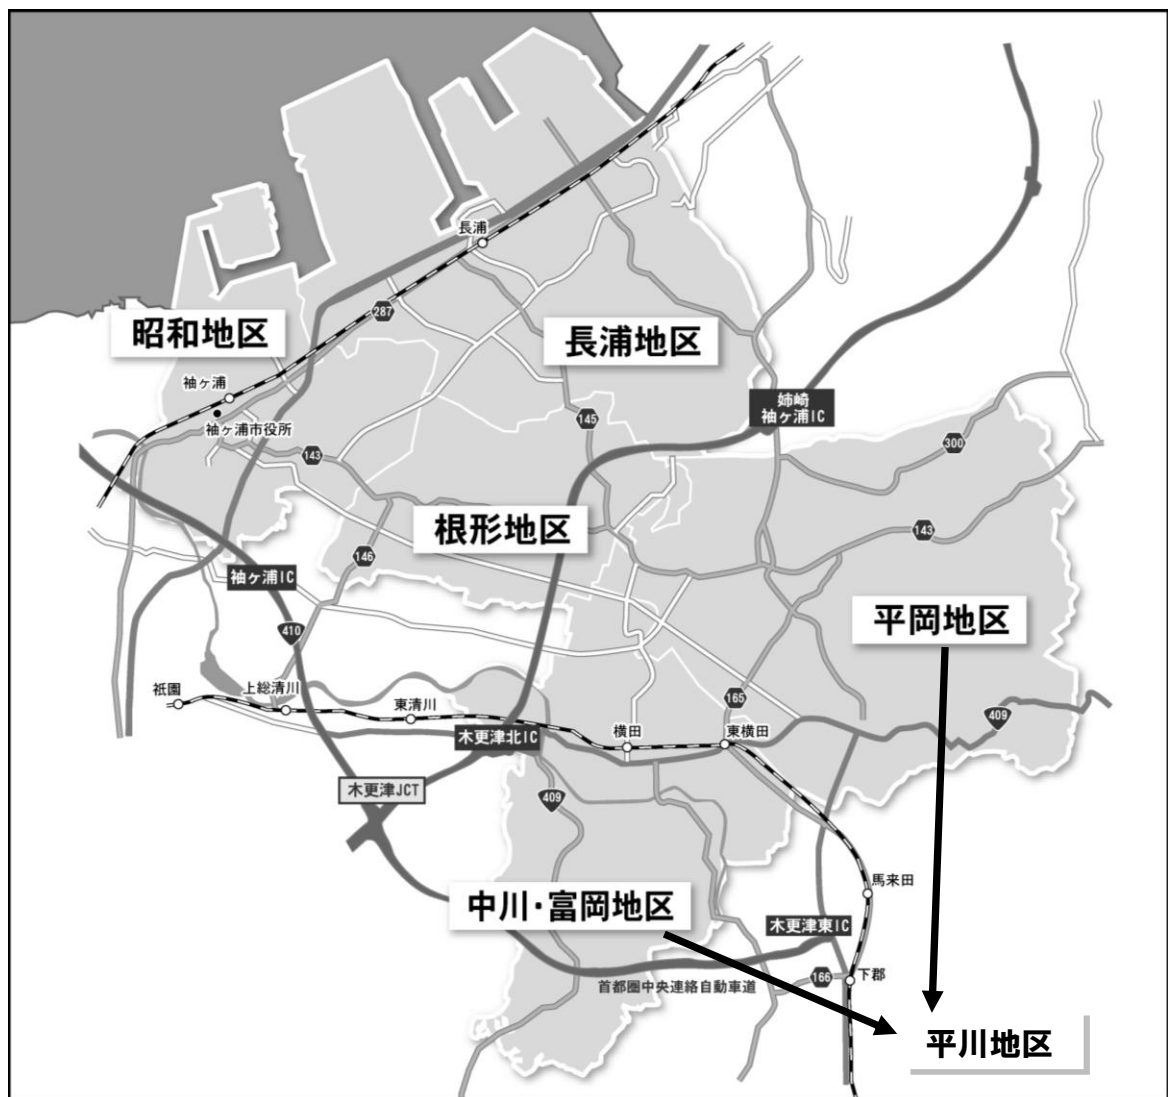 長浦
287
昭和地区
長浦地区
袖ヶ浦
姉崎
袖ヶ浦IC
袖ヶ浦市役所
145
143
300
根形地区
143
146
袖ヶ浦IC
平岡地区
410
祇園
上総清川
東清川
165
409
木更津北IC
横田
東横田
木更津JCT
409
馬来田
中川・富岡地区
木更津東IC
166
下郡
首都圏中央連絡自動車道
平川地区